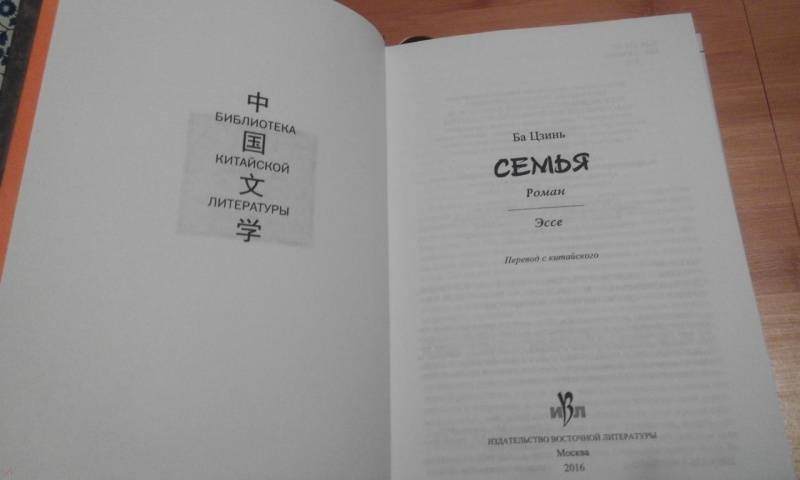 中
БИБЛИОТЕКА
国
КИТАЙСКОЙ
文
ЛИТЕРАТУРЫ
学
Ба Цзинь
СЕМЬЯ
Роман
Эссе
Перевод с китайского
ИВЛ
ИЗДАТЕЛЬСТВО ВОСТОЧНОЙ ЛИТЕРАТУРЫ
Москва
2016